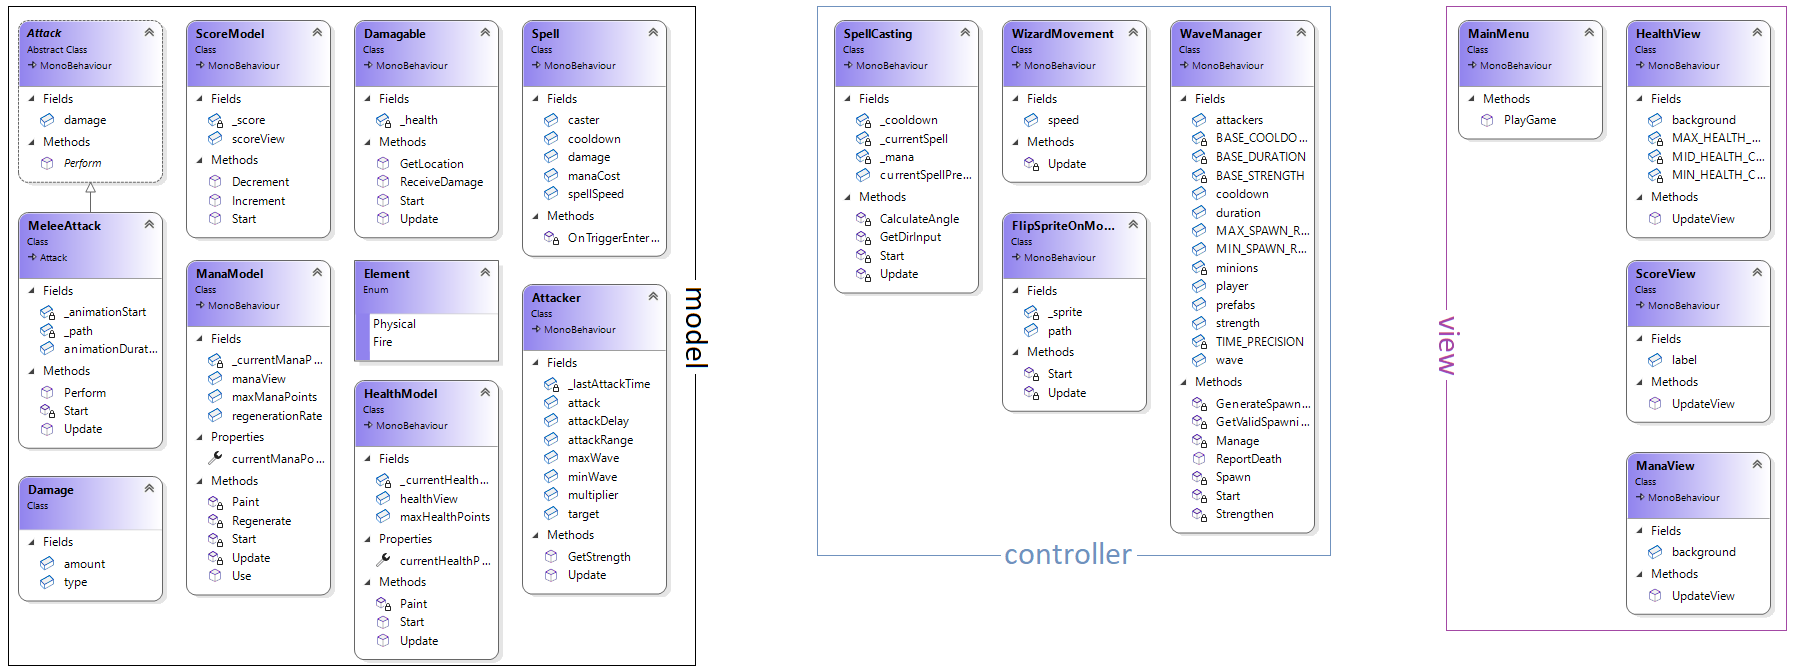 Attack
Abstract Class
MonoBehaviour
Fields
damage
Methods
Perform
MeleeAttack
Class
Attack
Fields
_animationStart
_path
animationDurat...
Methods
Perform
Start
Update
Damage
Class
Fields
amount
type
ScoreModel
Class
MonoBehaviour
Fields
_score
scoreView
Methods
Decrement
Increment
Start
ManaModel
Class
MonoBehaviour
Fields
_currentManaP...
manaView
maxManaPoints
regenerationRate
Properties
currentManaPo...
Methods
Paint
Regenerate
Start
Update
Use
Damagable
Class
MonoBehaviour
Fields
_health
Methods
GetLocation
ReceiveDamage
Start
Update
Element
Enum
Physical
Fire
HealthModel
Class
MonoBehaviour
Fields
_currentHealth...
healthView
maxHealthPoints
Properties
currentHealthP...
Methods
Paint
Start
Update
Spell
Class
MonoBehaviour
Fields
caster
cooldown
damage
manaCost
spellSpeed
Methods
OnTriggerEnter...
Attacker
Class
MonoBehaviour
Fields
_lastAttackTime
attack
attackDelay
attackRange
maxWave
minWave
multiplier
target
Methods
GetStrength
Update
model
SpellCasting
Class
MonoBehaviour
Fields
_cooldown
_currentSpell
_mana
currentSpellPre...
Methods
CalculateAngle
GetDirInput
Start
Update
WizardMovement
Class
MonoBehaviour
Fields
speed
Methods
Update
FlipSpriteOnMo...
Class
MonoBehaviour
Fields
_sprite
path
Methods
Start
Update
WaveManager
Class
MonoBehaviour
Fields
attackers
BASE_COOLDO...
BASE_DURATION
BASE_STRENGTH
cooldown
duration
MAX_SPAWN_R...
MIN_SPAWN_R...
minions
player
prefabs
strength
TIME_PRECISION
wave
Methods
GenerateSpawn...
GetValidSpawni...
Manage
ReportDeath
Spawn
Start
Strengthen
controller
view
MainMenu
Class
MonoBehaviour
Methods
PlayGame
HealthView
Class
MonoBehaviour
Fields
background
MAX_HEALTH_...
MID_HEALTH_C...
MIN_HEALTH_C...
Methods
UpdateView
ScoreView
Class
MonoBehaviour
Fields
label
Methods
UpdateView
ManaView
Class
MonoBehaviour
Fields
background
Methods
UpdateView